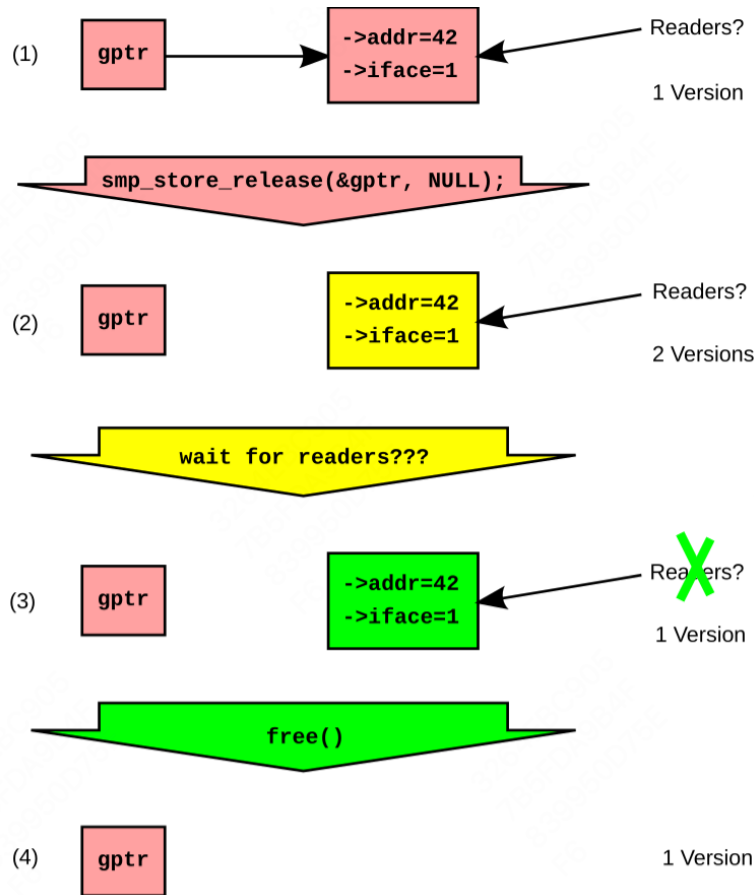 (1)
gptr
->addr=42
->iface=1
Readers?
1 Version
smp_store_release(&gptr, NULL);
(2)
gptr
->addr=42
->iface=1
Readers?
2 Versions
wait for readers???
(3)
gptr
->addr=42
->iface=1
Readers?
1 Version
free()
(4)
gptr
1 Version